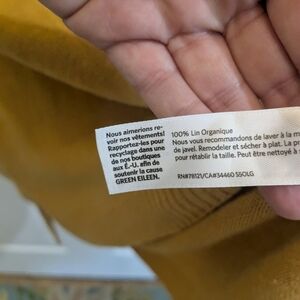 Nous aimerions re-
voir nos vêtements!
Rapportez-les pour
recyclage dans une
de nos boutiques
aux É.-U. afin de
soutenir la cause
GREEN EILEEN.
100% Lin Organique
Nous vous recommandons de laver à la m
de javel. Remodeler et sécher à plat. La pr
pour rétablir la taille. Peut être nettoyé à
RN#78121/CA#34460 S5OLG